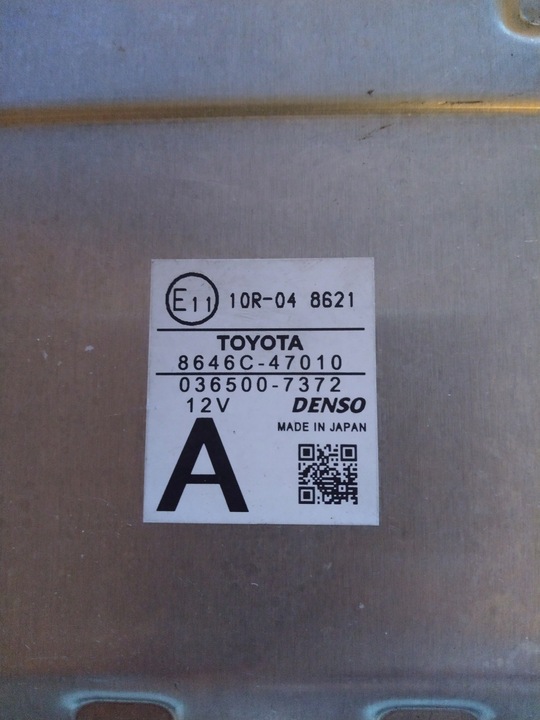 E11 10R-04 8621
TOYOTA
8646C-47010
036500-7372
12V DENSO
MADE IN JAPAN
A